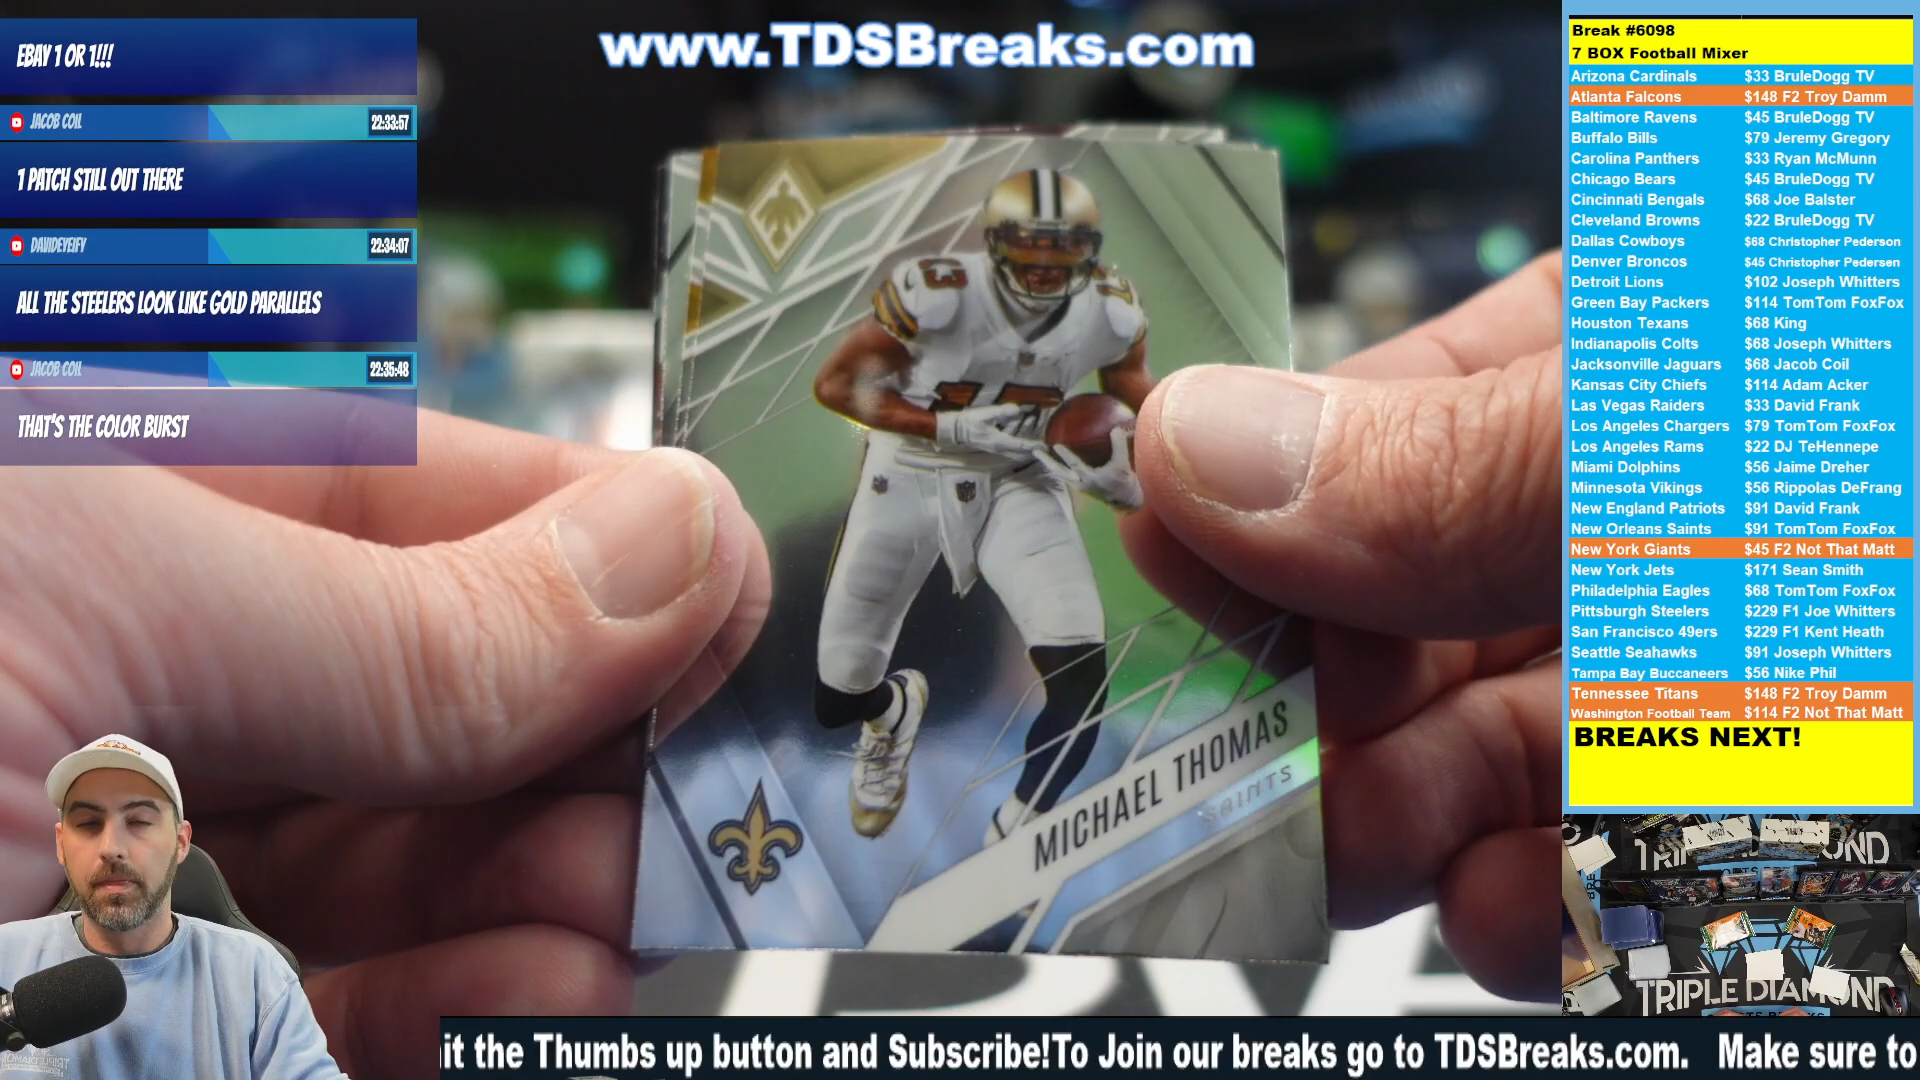 www.TDSBreaks.com
EBAY 1 OR 1!!!
JACOB COIL 22:33:57
1 PATCH STILL OUT THERE
DAVIDEYEIFY 22:34:07
ALL THE STEELERS LOOK LIKE GOLD PARALLELS
JACOB COIL 22:35:48
THAT'S THE COLOR BURST
13
MICHAEL THOMAS
SAINTS
Break #6098
7 BOX Football Mixer
Arizona Cardinals $33 BruleDogg TV
Atlanta Falcons $148 F2 Troy Damm
Baltimore Ravens $45 BruleDogg TV
Buffalo Bills $79 Jeremy Gregory
Carolina Panthers $33 Ryan McMunn
Chicago Bears $45 BruleDogg TV
Cincinnati Bengals $68 Joe Balster
Cleveland Browns $22 BruleDogg TV
Dallas Cowboys $68 Christopher Pederson
Denver Broncos $45 Christopher Pedersen
Detroit Lions $102 Joseph Whitters
Green Bay Packers $114 TomTom FoxFox
Houston Texans $68 King
Indianapolis Colts $68 Joseph Whitters
Jacksonville Jaguars $68 Jacob Coil
Kansas City Chiefs $114 Adam Acker
Las Vegas Raiders $33 David Frank
Los Angeles Chargers $79 TomTom FoxFox
Los Angeles Rams $22 DJ TeHennepe
Miami Dolphins $56 Jaime Dreher
Minnesota Vikings $56 Rippolas DeFrang
New England Patriots $91 David Frank
New Orleans Saints $91 TomTom FoxFox
New York Giants $45 F2 Not That Matt
New York Jets $171 Sean Smith
Philadelphia Eagles $68 TomTom FoxFox
Pittsburgh Steelers $229 F1 Joe Whitters
San Francisco 49ers $229 F1 Kent Heath
Seattle Seahawks $91 Joseph Whitters
Tampa Bay Buccaneers $56 Nike Phil
Tennessee Titans $148 F2 Troy Damm
Washington Football Team $114 F2 Not That Matt
BREAKS NEXT!
TRIPLE DIAMOND
it the Thumbs up button and Subscribe!To Join our breaks go to TDSBreaks.com. Make sure to